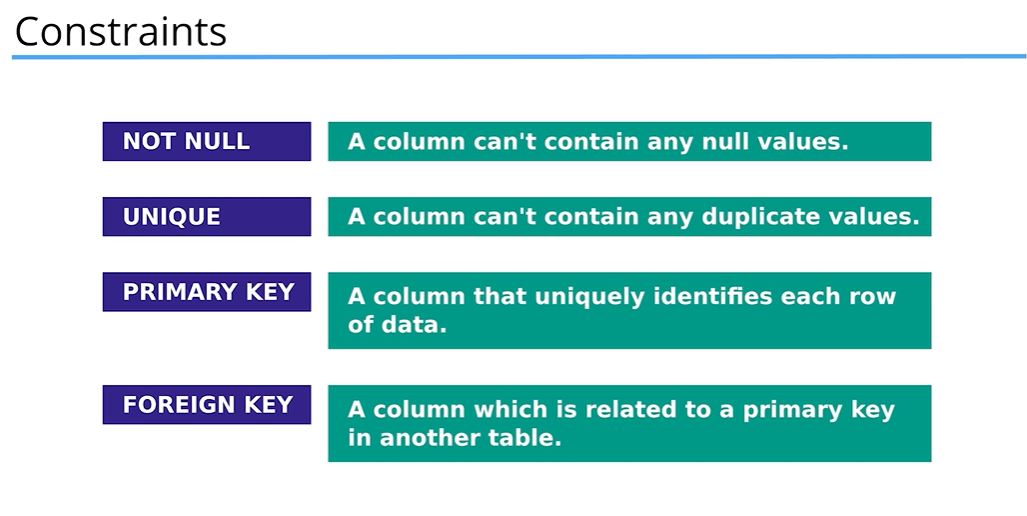 Constraints
NOT NULL
A column can't contain any null values.
UNIQUE
A column can't contain any duplicate values.
PRIMARY KEY
A column that uniquely identifies each row
of data.
FOREIGN KEY
A column which is related to a primary key
in another table.